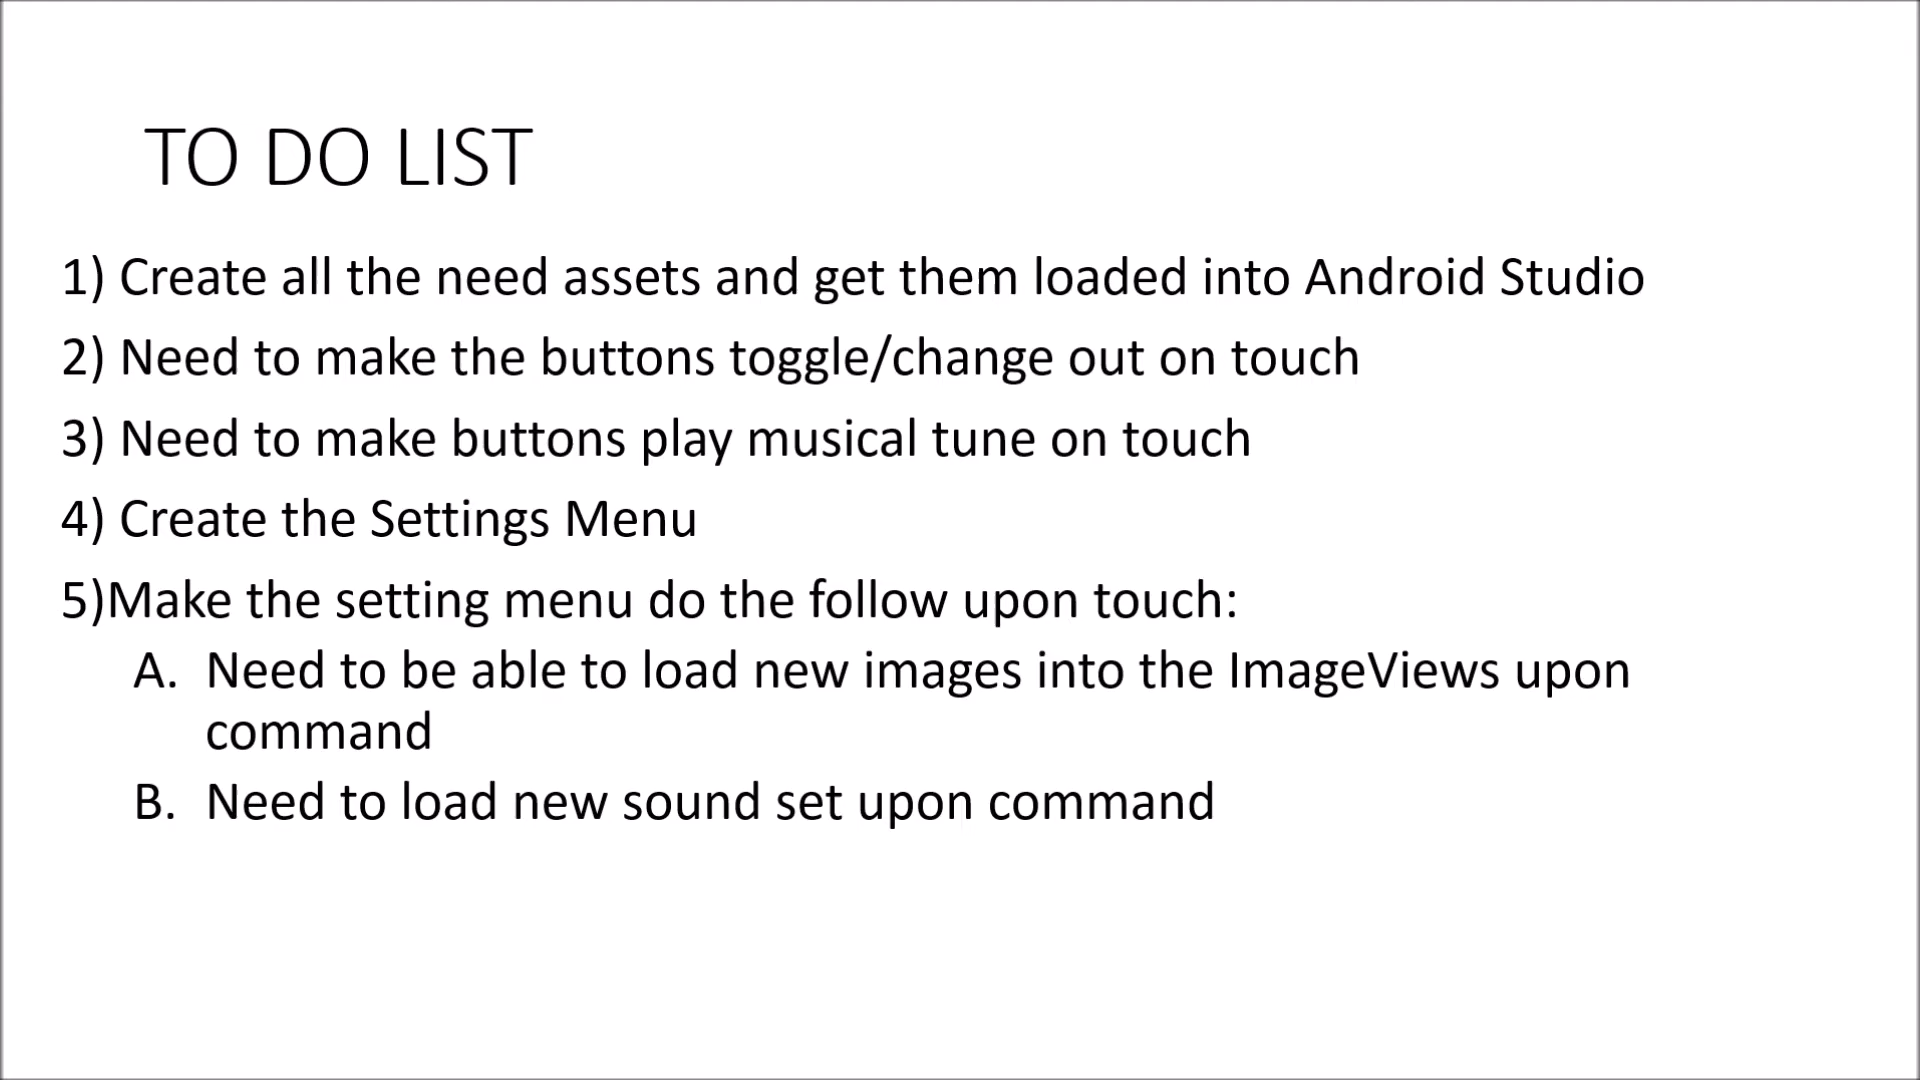 TO DO LIST
1) Create all the need assets and get them loaded into Android Studio
2) Need to make the buttons toggle/change out on touch
3) Need to make buttons play musical tune on touch
4) Create the Settings Menu
5)Make the setting menu do the follow upon touch:
A. Need to be able to load new images into the ImageViews upon
command
B. Need to load new sound set upon command